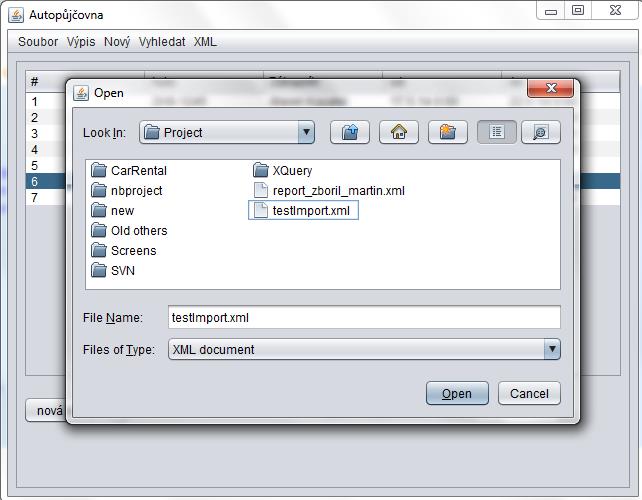 Autopůjčovna
Soubor Výpis Nový Vyhledat XML
#
Open
1
2
Look In: Project
3
4
CarRental XQuery
5
nbproject report_zboril_martin.xml
6
new testImport.xml
7
Old others
Screens
SVN
File Name: testImport.xml
Files of Type: XML document
nová
Open Cancel